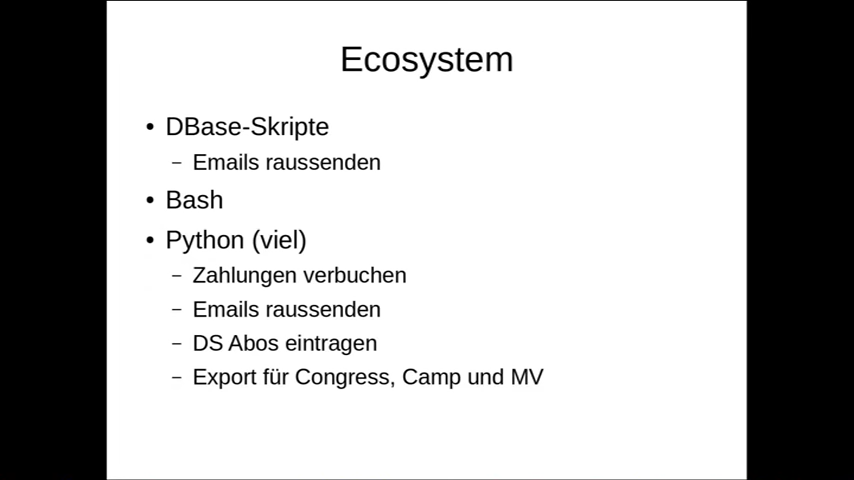 Ecosystem
• DBase-Skripte
– Emails raussenden
• Bash
• Python (viel)
– Zahlungen verbuchen
– Emails raussenden
– DS Abos eintragen
– Export für Congress, Camp und MV